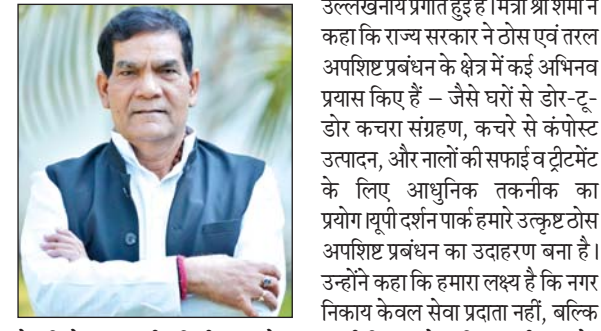 उल्लेखनीय प्रगति हुई है। मंत्री श्री शर्मा ने
कहा कि राज्य सरकार ने ठोस एवं तरल
अपशिष्ट प्रबंधन के क्षेत्र में कई अभिनव
प्रयास किए हैं – जैसे घरों से डोर-टू-
डोर कचरा संग्रहण, कचरे से कंपोस्ट
उत्पादन, और नालों की सफाई व ट्रीटमेंट
के लिए आधुनिक तकनीक का
प्रयोग।यूपी दर्शन पार्क हमारे उत्कृष्ट ठोस
अपशिष्ट प्रबंधन का उदाहरण बना है।
उन्होंने कहा कि हमारा लक्ष्य है कि नगर
निकाय केवल सेवा प्रदाता नहीं, बल्कि